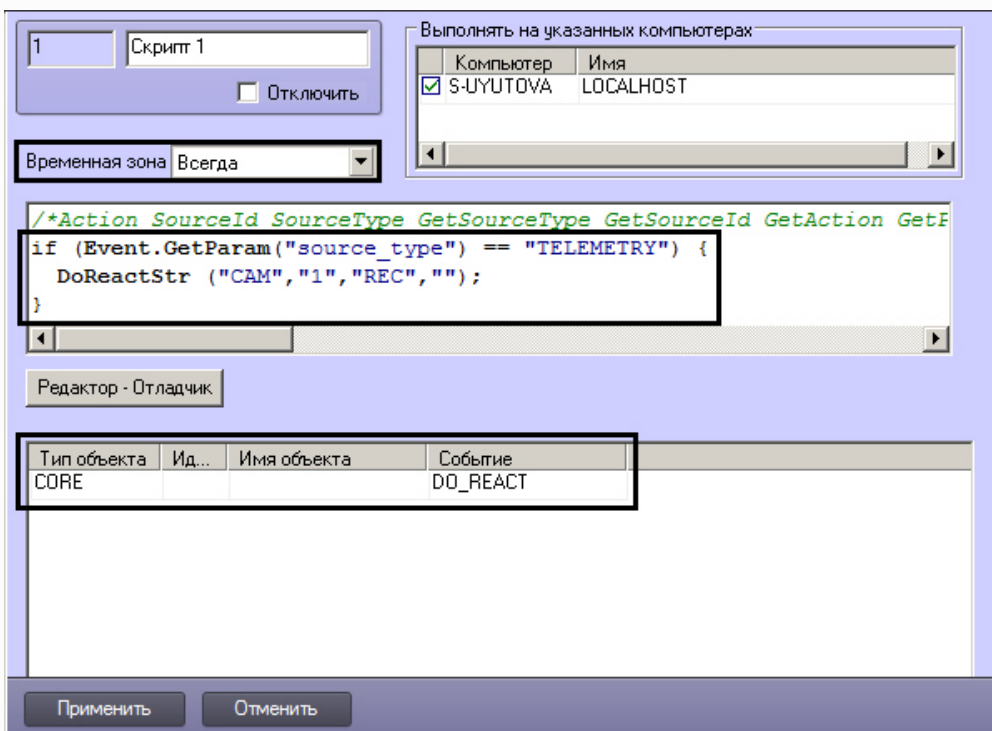 1
Скрипт 1
Отключить
Выполнять на указанных компьютерах
Компьютер Имя
S-UYUTOVA LOCALHOST
Временная зона Всегда
/*Action SourceId SourceType GetSourceType GetSourceId GetAction
if (Event.GetParam("source_type") == "TELEMETRY") {
DoReactStr ("CAM","1","REC","");
}
Редактор - Отладчик
Тип объекта Ид... Имя объекта Событие
CORE DO_REACT
Применить Отменить